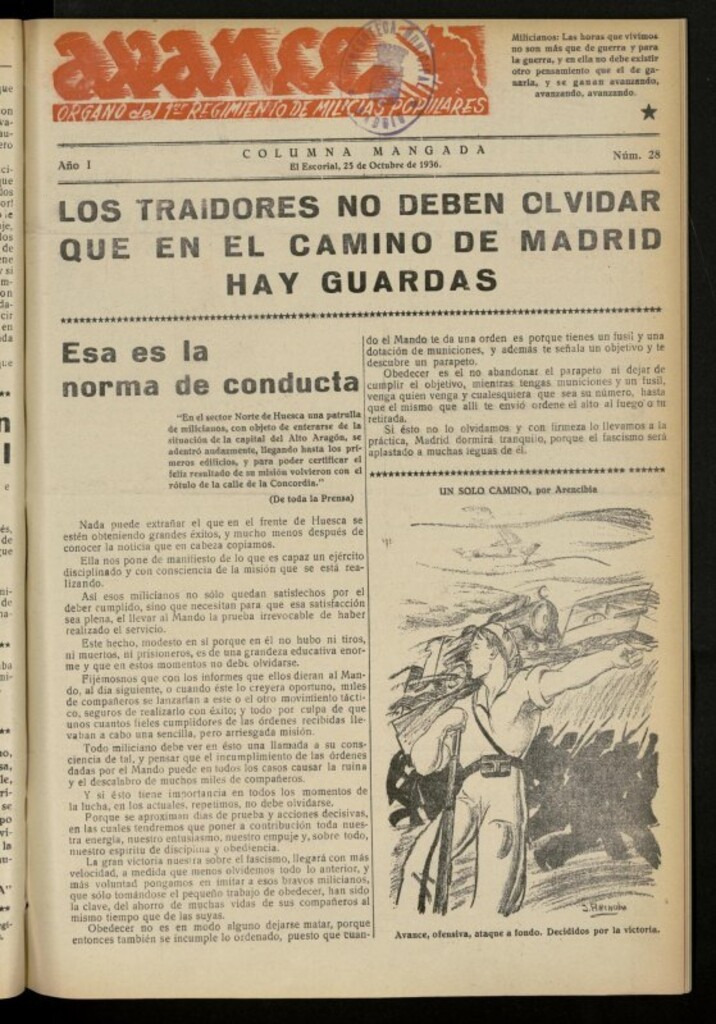 avance
ORGANO del 1er REGIMIENTO DE MILICIAS POPULARES
Milicianos: Las horas que vivimos
no son más que de guerra y para
la guerra, y en ella no debe existir
otro pensamiento que el de ga-
narla, y se ganan avanzando,
avanzando, avanzando.
COLUMNA MANGADA
Año I
El Escorial, 25 de Octubre de 1936.
Núm. 28
LOS TRAIDORES NO DEBEN OLVIDAR
QUE EN EL CAMINO DE MADRID
HAY GUARDAS
Esa es la
norma de conducta
"En el sector Norte de Huesca una patrulla
de milicianos, con objeto de enterarse de la
situación de la capital del Alto Aragón, se
adentró audazmente, llegando hasta los pri-
meros edificios, y para poder certificar el
feliz resultado de su misión volvieron con el
rótulo de la calle de la Concordia."
(De toda la Prensa)
Nada puede extrañar el que en el frente de Huesca se
estén obteniendo grandes éxitos, y mucho menos después de
conocer la noticia que en cabeza copiamos.
Ella nos pone de manifiesto de lo que es capaz un ejército
disciplinado y con consciencia de la misión que se está rea-
lizando.
Así esos milicianos no sólo quedan satisfechos por el
deber cumplido, sino que necesitan para que esa satisfacción
sea plena, el llevar al Mando la prueba irrevocable de haber
realizado el servicio.
Este hecho, modesto en sí porque en él no hubo ni tiros,
ni muertos, ni prisioneros, es de una grandeza educativa enor-
me y que en estos momentos no debe olvidarse.
Fijémosnos que con los informes que ellos dieran al Man-
do, al día siguiente, o cuando éste lo creyera oportuno, miles
de compañeros se lanzarían a este o el otro movimiento tácti-
co, seguros de realizarlo con éxito; y todo por culpa de que
unos cuantos fieles cumplidores de las órdenes recibidas lle-
vaban a cabo una sencilla, pero arriesgada misión.
Todo miliciano debe ver en ésto una llamada a su cons-
ciencia de tal, y pensar que el incumplimiento de las órdenes
dadas por el Mando puede en todos los casos causar la ruina
y el descalabro de muchos miles de compañeros.
Y si ésto tiene importancia en todos los momentos de
la lucha, en los actuales, repetimos, no debe olvidarse.
Porque se aproximan días de prueba y acciones decisivas,
en las cuales tendremos que poner a contribución toda nues-
tra energía, nuestro entusiasmo, nuestro empuje y, sobre todo,
nuestro espíritu de disciplina y obediencia.
La gran victoria nuestra sobre el fascismo, llegará con más
velocidad, a medida que menos olvidemos todo lo anterior, y
más voluntad pongamos en imitar a esos bravos milicianos,
que sólo tomándose el pequeño trabajo de obedecer, han sido
la clave, del ahorro de muchas vidas de sus compañeros al
mismo tiempo que de las suyas.
Obedecer no es en modo alguno dejarse matar, porque
entonces también se incumple lo ordenado, puesto que cuan-
do el Mando te da una orden es porque tienes un fusil y una
dotación de municiones, y además te señala un objetivo y te
descubre un parapeto.
Obedecer es el no abandonar el parapeto ni dejar de
cumplir el objetivo, mientras tengas municiones y un fusil,
venga quien venga y cualesquiera que sea su número, hasta
que el mismo que allí te envió ordene el alto al fuego o tu
retirada.
Si ésto no lo olvidamos y con firmeza lo llevamos a la
práctica, Madrid dormirá tranquilo, porque el fascismo será
aplastado a muchas leguas de él.
UN SOLO CAMINO, por Arencibia
Avance, ofensiva, ataque a fondo. Decididos por la victoria.